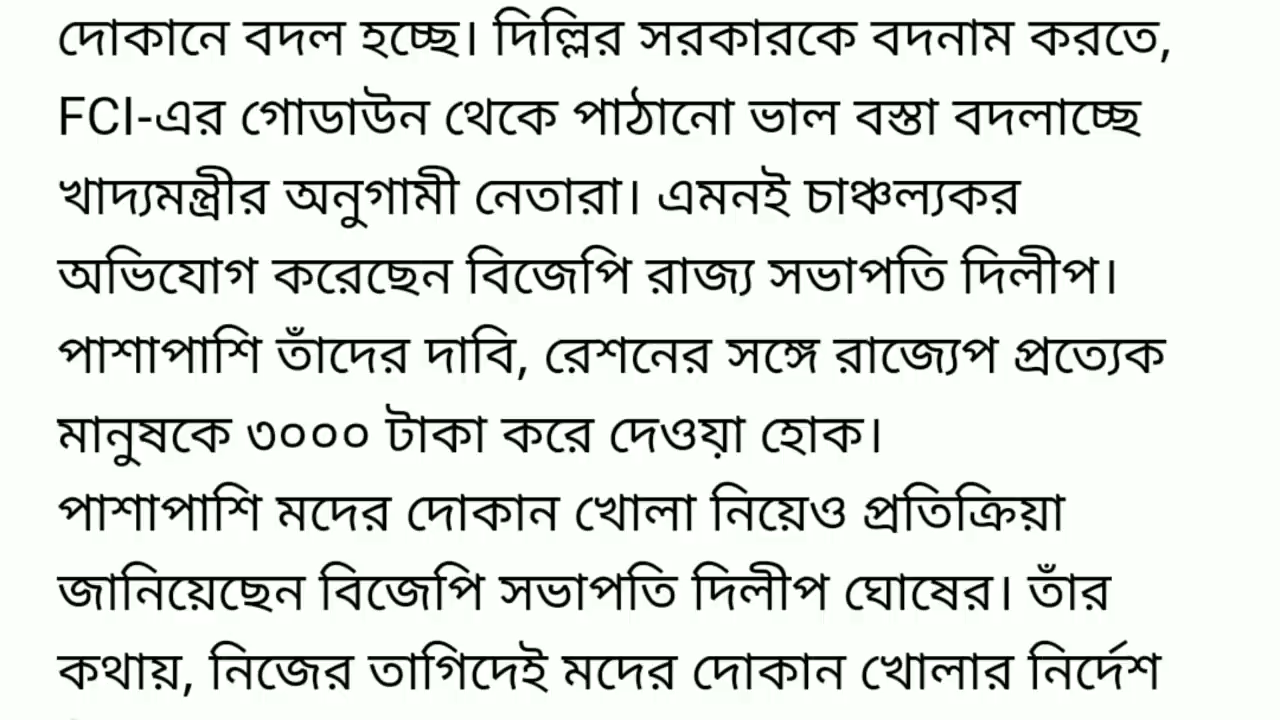 দোকানে বদল হচ্ছে। দিল্লির সরকারকে বদনাম করতে,
FCI-এর গোডাউন থেকে পাঠানো ভাল বস্তা বদলাচ্ছে
খাদ্যমন্ত্রীর অনুগামী নেতারা। এমনই চাঞ্চল্যকর
অভিযোগ করেছেন বিজেপি রাজ্য সভাপতি দিলীপ।
পাশাপাশি তাঁদের দাবি, রেশনের সঙ্গে রাজ্যেপ প্রত্যেক
মানুষকে ৩০০০ টাকা করে দেওয়া হোক।
পাশাপাশি মদের দোকান খোলা নিয়েও প্রতিক্রিয়া
জানিয়েছেন বিজেপি সভাপতি দিলীপ ঘোষের। তাঁর
কথায়, নিজের তাগিদেই মদের দোকান খোলার নির্দেশ